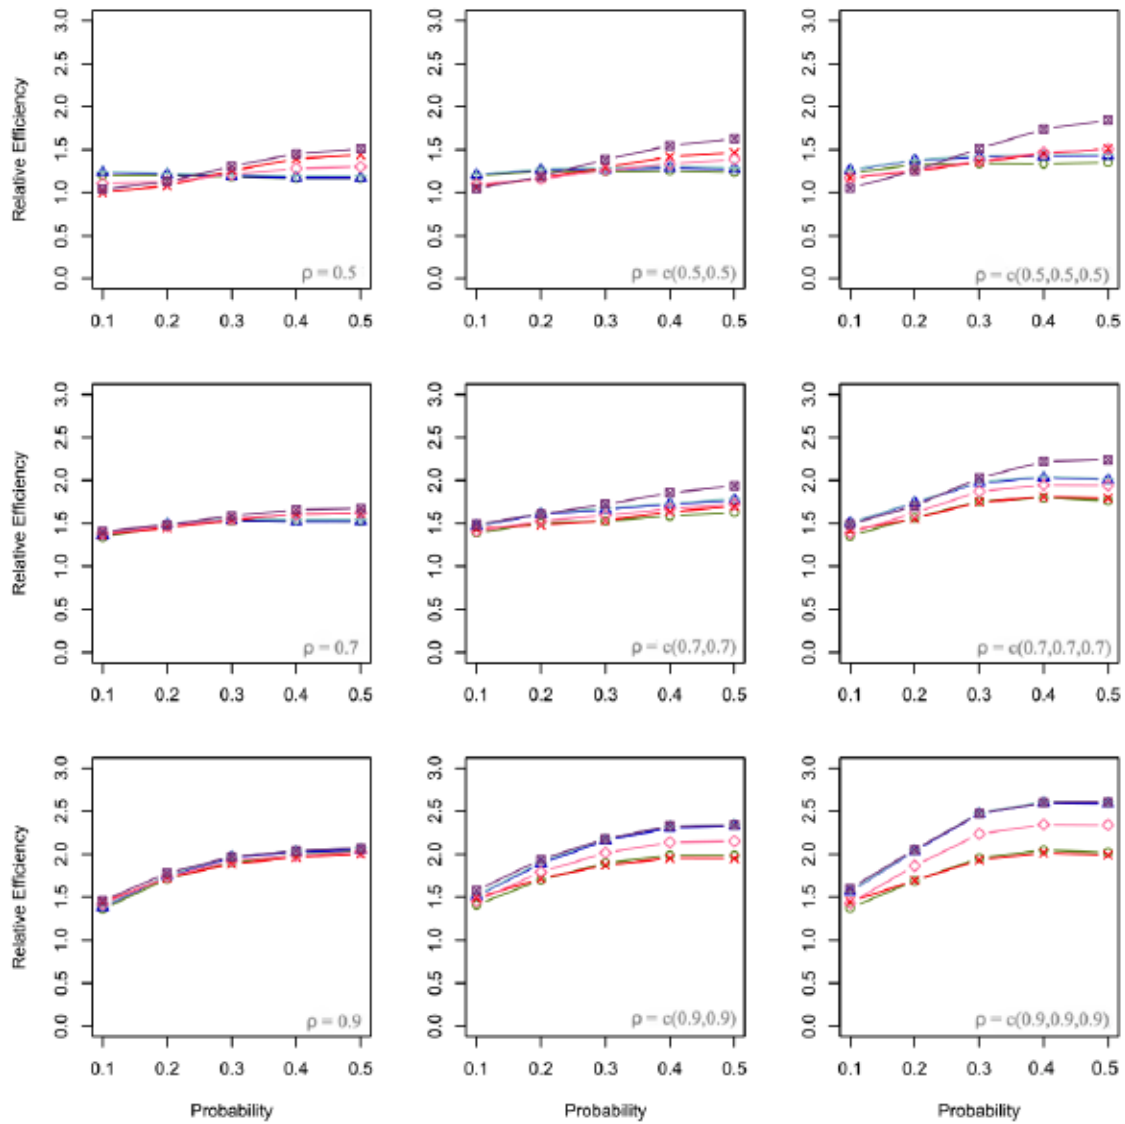 3.0 3.0 3.0
2.5 2.5 2.5
2.0 2.0 2.0
1.5 1.5 1.5
1.0 1.0 1.0
0.5 0.5 0.5
0.0 0.0 0.0
Relative Efficiency
ρ = 0.5 ρ = c(0.5,0.5) ρ = c(0.5,0.5,0.5)
0.1 0.2 0.3 0.4 0.5 0.1 0.2 0.3 0.4 0.5 0.1 0.2 0.3 0.4 0.5
3.0 3.0 3.0
2.5 2.5 2.5
2.0 2.0 2.0
1.5 1.5 1.5
1.0 1.0 1.0
0.5 0.5 0.5
0.0 0.0 0.0
Relative Efficiency
ρ = 0.7 ρ = c(0.7,0.7) ρ = c(0.7,0.7,0.7)
0.1 0.2 0.3 0.4 0.5 0.1 0.2 0.3 0.4 0.5 0.1 0.2 0.3 0.4 0.5
3.0 3.0 3.0
2.5 2.5 2.5
2.0 2.0 2.0
1.5 1.5 1.5
1.0 1.0 1.0
0.5 0.5 0.5
0.0 0.0 0.0
Relative Efficiency
ρ = 0.9 ρ = c(0.9,0.9) ρ = c(0.9,0.9,0.9)
0.1 0.2 0.3 0.4 0.5 0.1 0.2 0.3 0.4 0.5 0.1 0.2 0.3 0.4 0.5
Probability Probability Probability